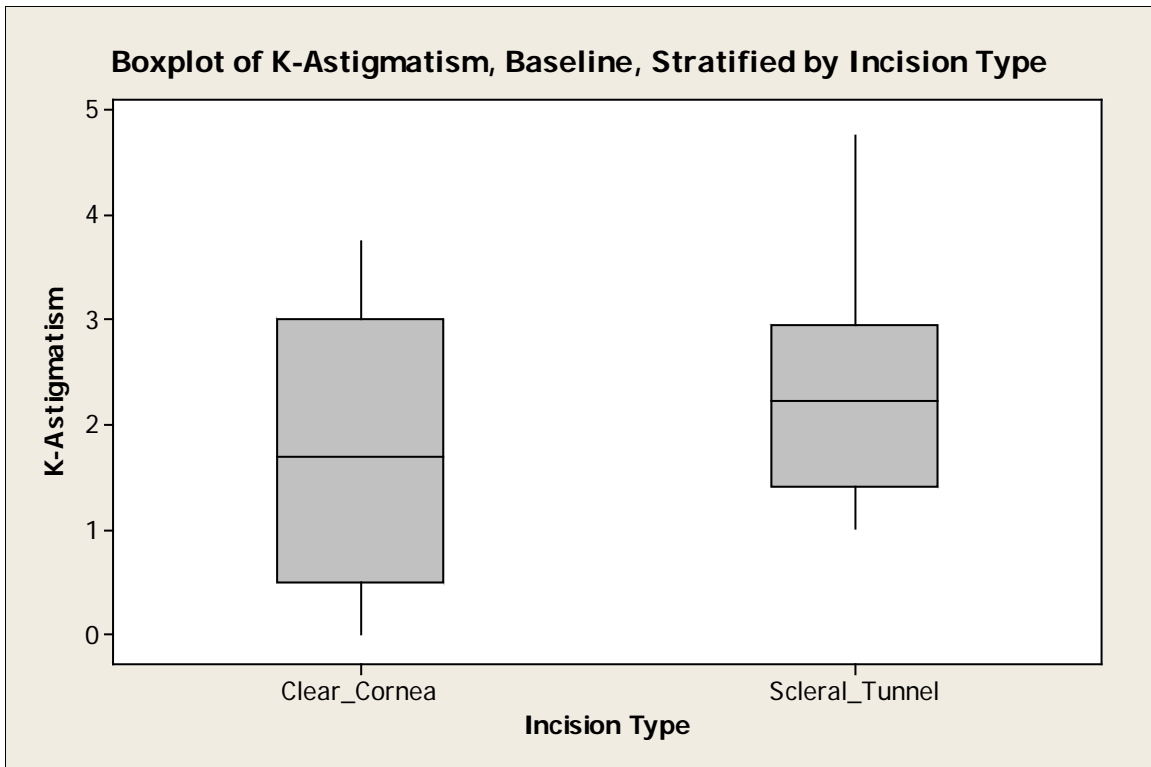 Boxplot of K-Astigmatism, Baseline, Stratified by Incision Type
5
4
3
2
1
0
K-Astigmatism
Clear_Cornea
Scleral_Tunnel
Incision Type